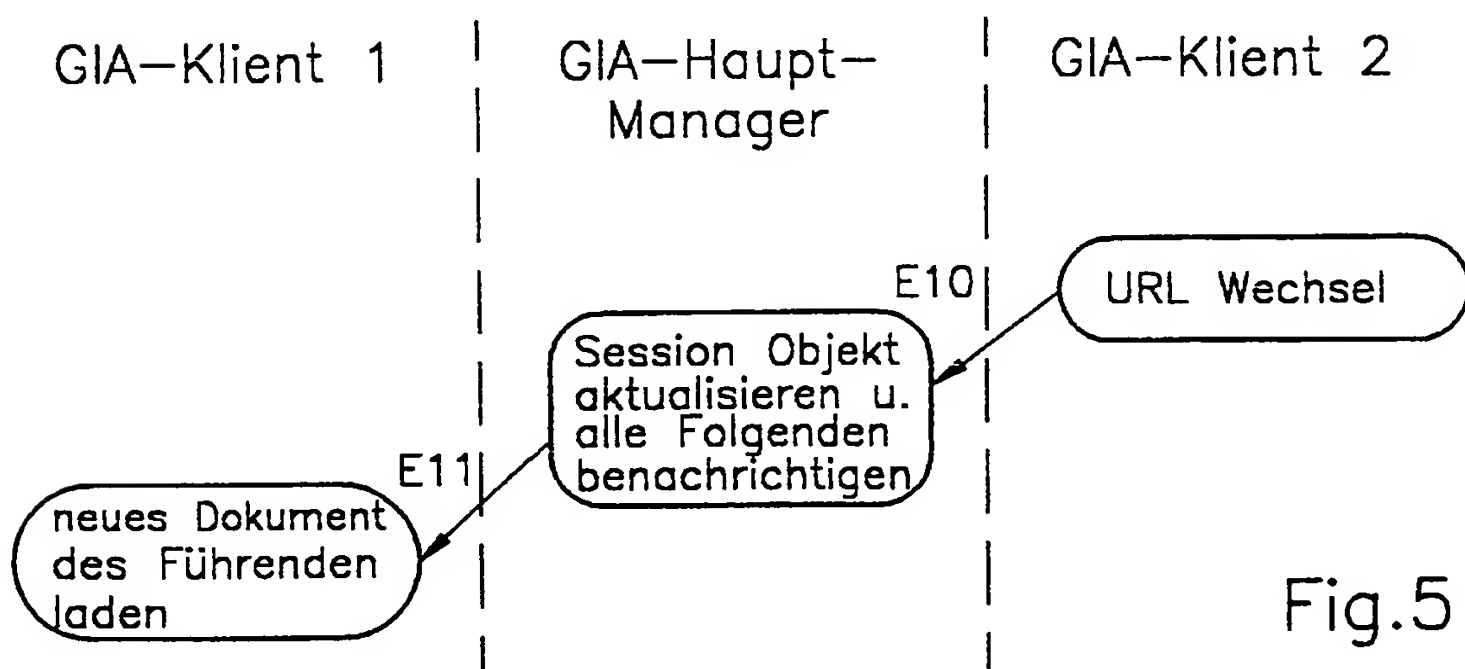 GIA-Klient 1
GIA-Haupt-
Manager
GIA-Klient 2
URL Wechsel
E10
Session Objekt
aktualisieren u.
alle Folgenden
benachrichtigen
E11
neues Dokument
des Führenden
laden
Fig.5